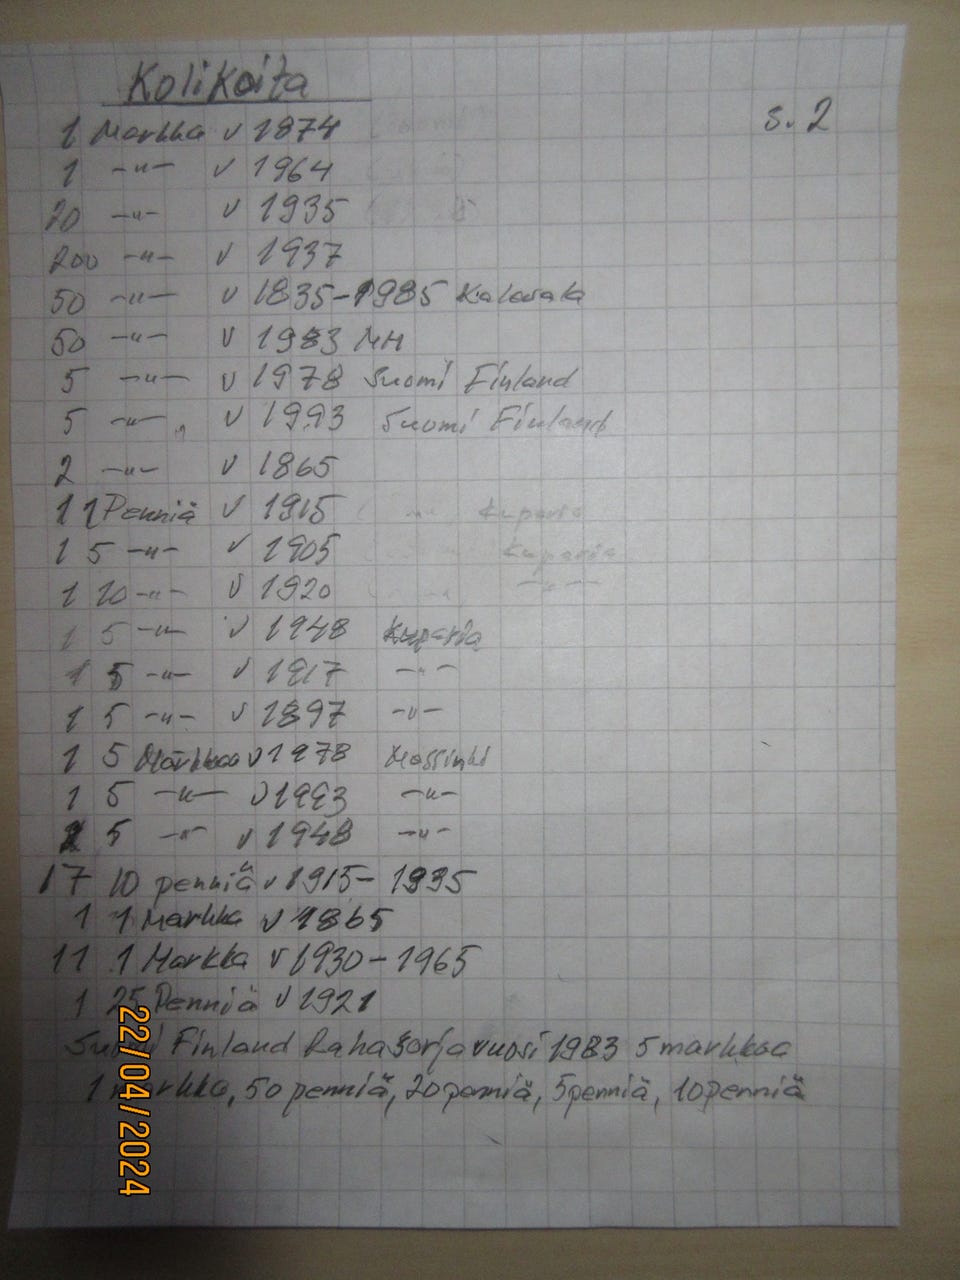 Kolikoita
s. 2
1 Markka v 1874
1 -"- v 1964
20 -"- v 1935
200 -"- v 1937
50 -"- v 1835-1985 Kalevala
50 -"- v 1983 MH
5 -"- v 1978 Suomi Finland
5 -"- v 1993 Suomi Finland
2 -"- v 1865
1 1 Penniä v 1915 Kuparia
1 5 -"- v 1905 Kuparia
1 10 -"- v 1920 -"-
1 5 -"- v 1948 Kuparia
1 5 -"- v 1917 -"-
1 5 -"- v 1897 -"-
1 5 Markkaa v 1978 Messinki
1 5 -"- v 1993 -"-
5 -"- v 1948 -"-
17 10 penniä v 1915-1935
1 1 Markka v 1865
11 1 Markka v 1930-1965
1 25 Penniä v 1921
Suomi Finland Rahasarja vuosi 1983 5 markkaa
1 markka, 50 penniä, 20 penniä, 5 penniä, 10 penniä
22/04/2024